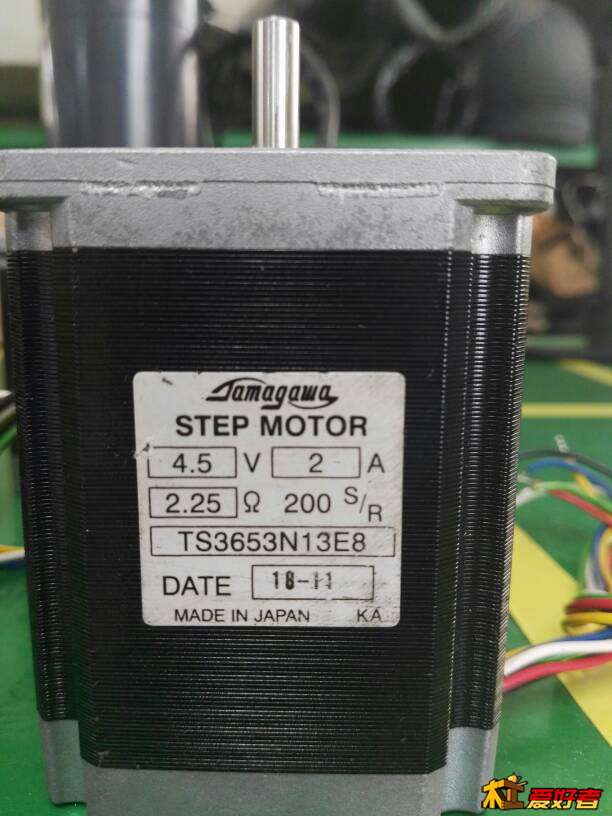 Tamagawa
STEP MOTOR
4.5 V 2 A
2.25 Ω 200 S/R
TS3653N13E8
DATE 18-11
MADE IN JAPAN KA
杠爱好者